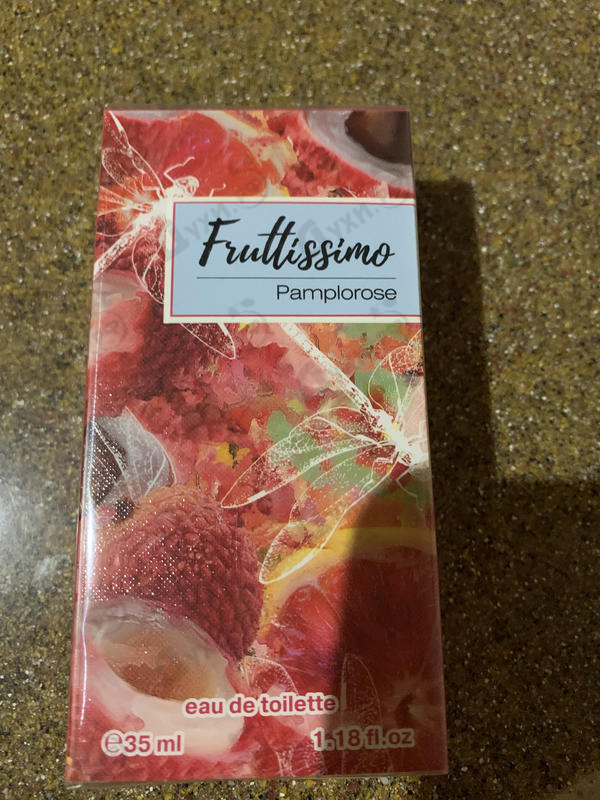 Fruttissimo
Pamplorose
eau de toilette
℮35 ml 1.18 fl.oz